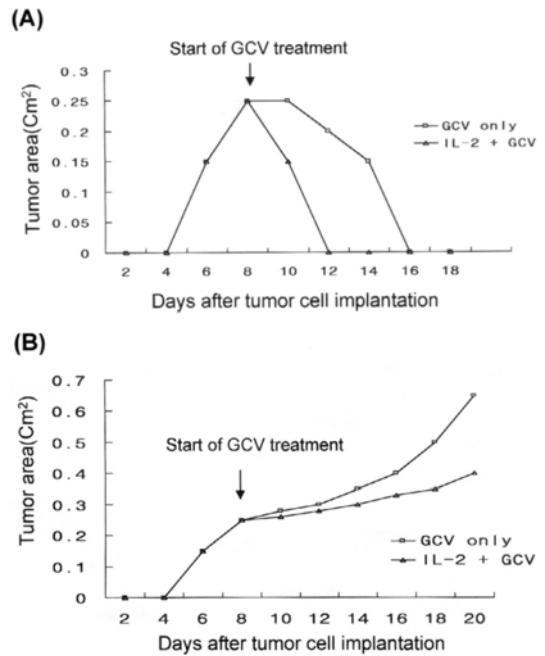 (A)
Start of GCV treatment
0.3
0.25
0.2
0.15
0.1
0.05
0
Tumor area(Cm²)
GCV only
IL-2 + GCV
2 4 6 8 10 12 14 16 18
Days after tumor cell implantation
(B)
0.7
0.6
0.5
0.4
0.3
0.2
0.1
0
Tumor area(Cm²)
Start of GCV treatment
GCV only
IL-2 + GCV
2 4 6 8 10 12 14 16 18 20
Days after tumor cell implantation